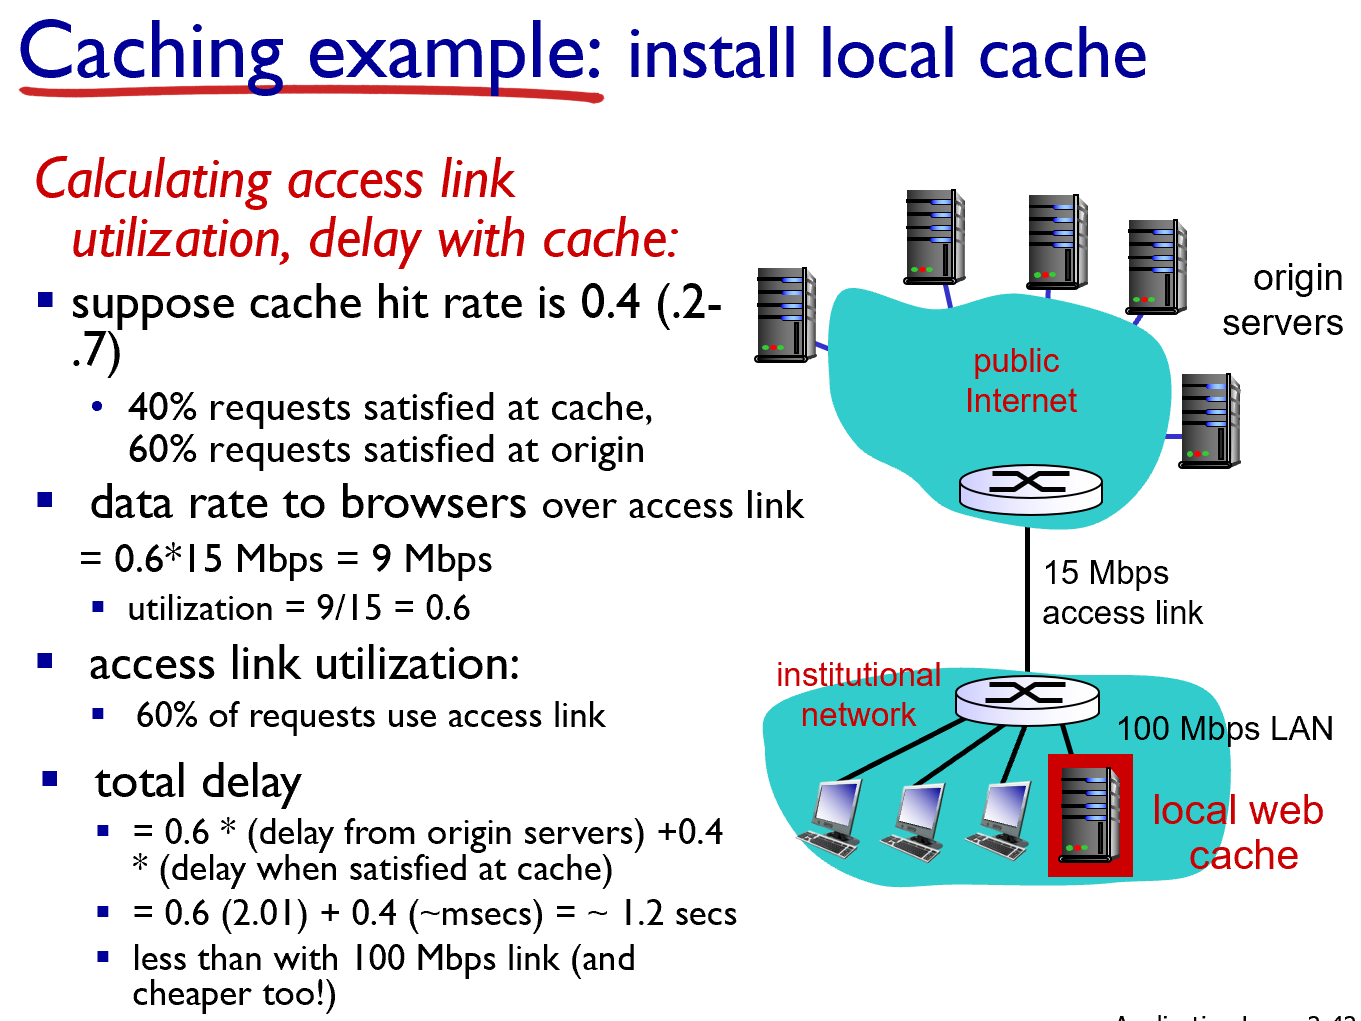 Caching example: install local cache
Calculating access link
utilization, delay with cache:
▪ suppose cache hit rate is 0.4 (.2-
.7)
• 40% requests satisfied at cache,
60% requests satisfied at origin
▪ data rate to browsers over access link
= 0.6*15 Mbps = 9 Mbps
▪ utilization = 9/15 = 0.6
▪ access link utilization:
▪ 60% of requests use access link
▪ total delay
▪ = 0.6 * (delay from origin servers) +0.4
* (delay when satisfied at cache)
▪ = 0.6 (2.01) + 0.4 (~msecs) = ~ 1.2 secs
▪ less than with 100 Mbps link (and
cheaper too!)
origin
servers
public
Internet
15 Mbps
access link
institutional
network
100 Mbps LAN
local web
cache